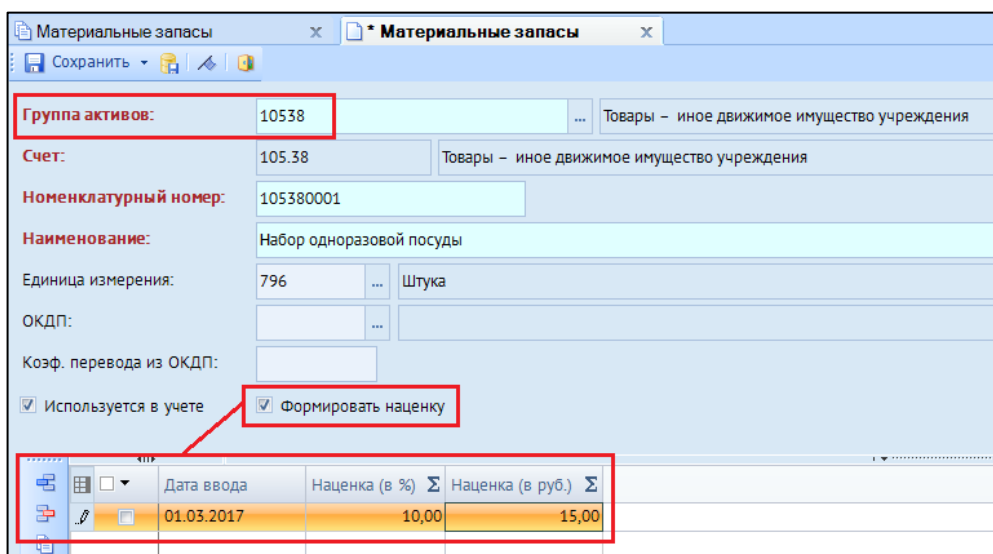 Материальные запасы x * Материальные запасы x
Сохранить
Группа активов: 10538 ... Товары – иное движимое имущество учреждения
Счет: 105.38 Товары – иное движимое имущество учреждения
Номенклатурный номер: 105380001
Наименование: Набор одноразовой посуды
Единица измерения: 796 ... Штука
ОКДП: ...
Коэф. перевода из ОКДП:
Используется в учете Формировать наценку
Дата ввода Наценка (в %) Σ Наценка (в руб.) Σ
01.03.2017 10,00 15,00